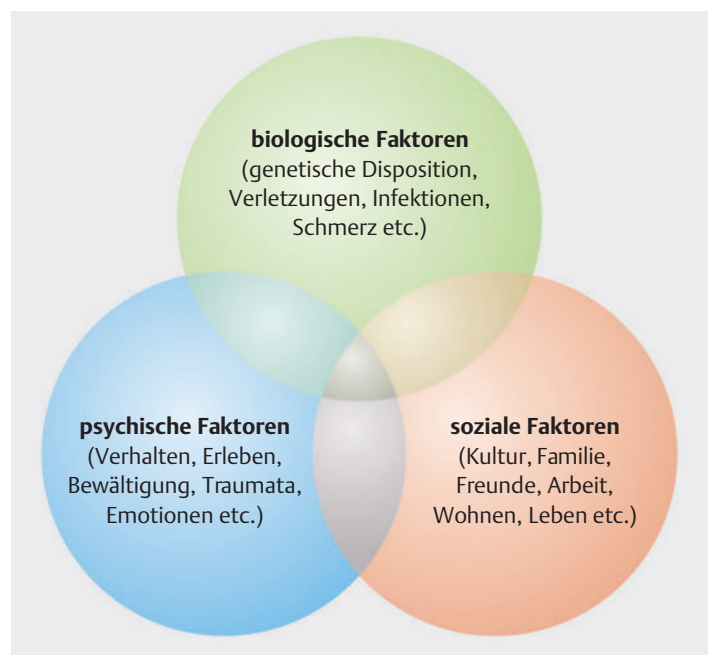 biologische Faktoren
(genetische Disposition,
Verletzungen, Infektionen,
Schmerz etc.)
psychische Faktoren
(Verhalten, Erleben,
Bewältigung, Traumata,
Emotionen etc.)
soziale Faktoren
(Kultur, Familie,
Freunde, Arbeit,
Wohnen, Leben etc.)